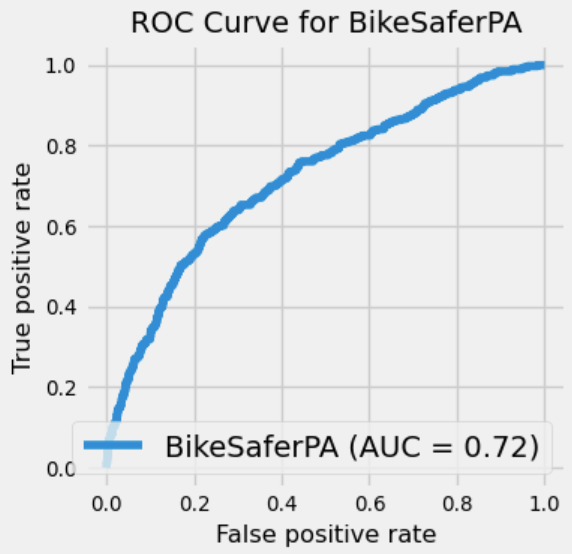 ROC Curve for BikeSaferPA
1.0
0.8
0.6
0.4
0.2
0.0
True positive rate
BikeSaferPA (AUC = 0.72)
0.0 0.2 0.4 0.6 0.8 1.0
False positive rate